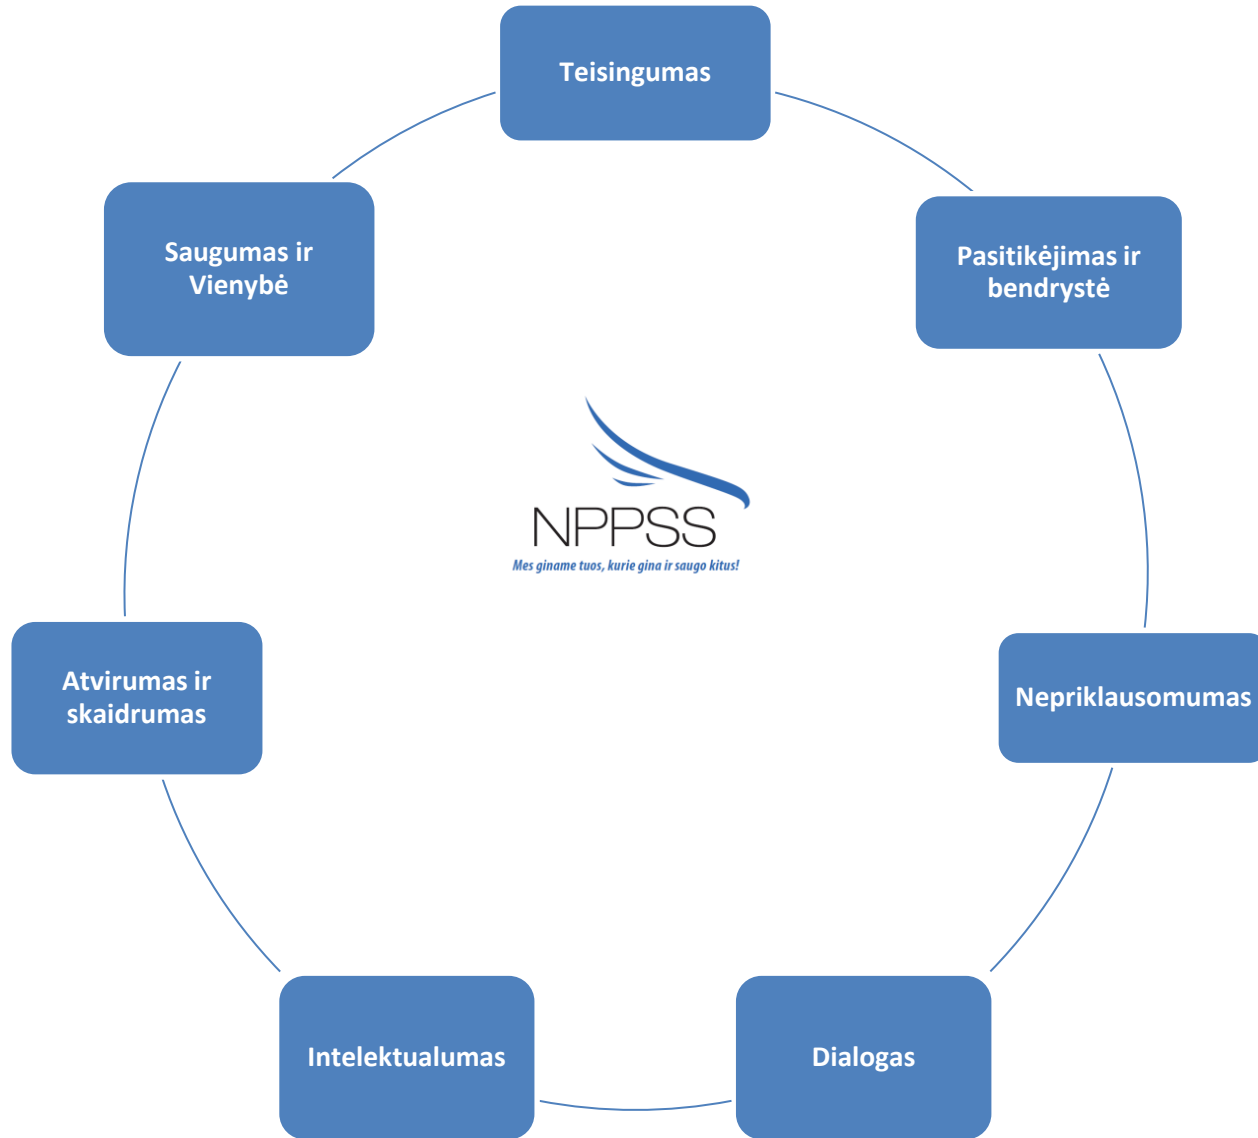 Teisingumas
Pasitikėjimas ir
bendrystė
Nepriklausomumas
Dialogas
Intelektualumas
Atvirumas ir
skaidrumas
Saugumas ir
Vienybė
NPPSS
Mes giname tuos, kurie gina ir saugo kitus!